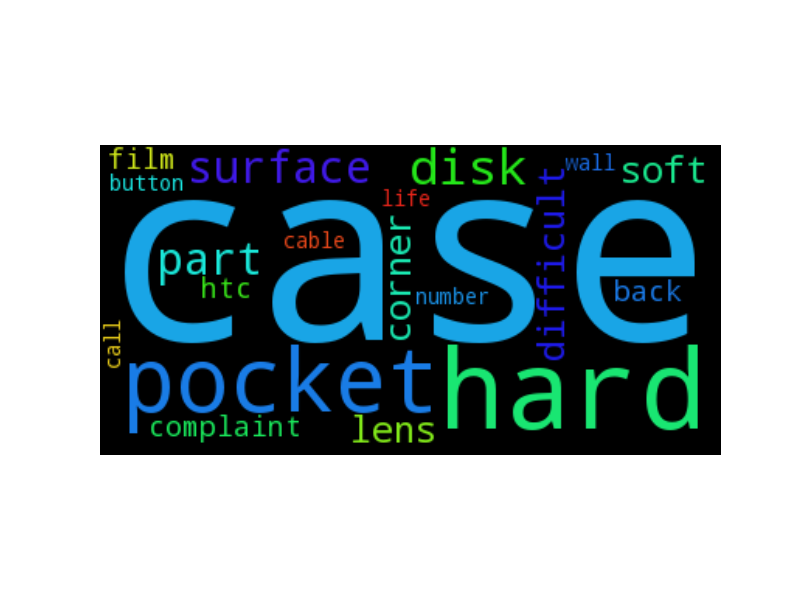 film
surface
disk
wall
soft
button
life
difficult
case
part
cable
corner
htc
number
back
call
pocket
hard
complaint
lens